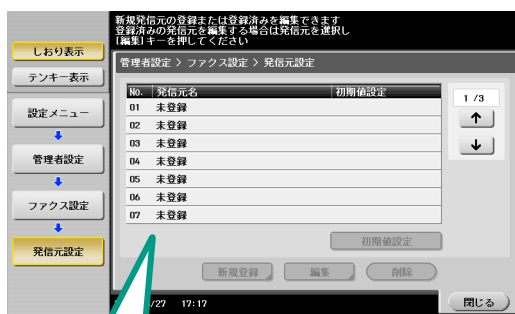 新規発信元の登録または登録済みを編集できます
登録済みの発信元を編集する場合は発信元を選択し
[編集]キーを押してください
しおり表示
テンキー表示
設定メニュー
管理者設定
ファクス設定
発信元設定
管理者設定 > ファクス設定 > 発信元設定
No. 発信元名 初期値設定
01 未登録
02 未登録
03 未登録
04 未登録
05 未登録
06 未登録
07 未登録
1 /3
↑
↓
初期値設定
新規登録 編集 削除
/27 17:17
閉じる